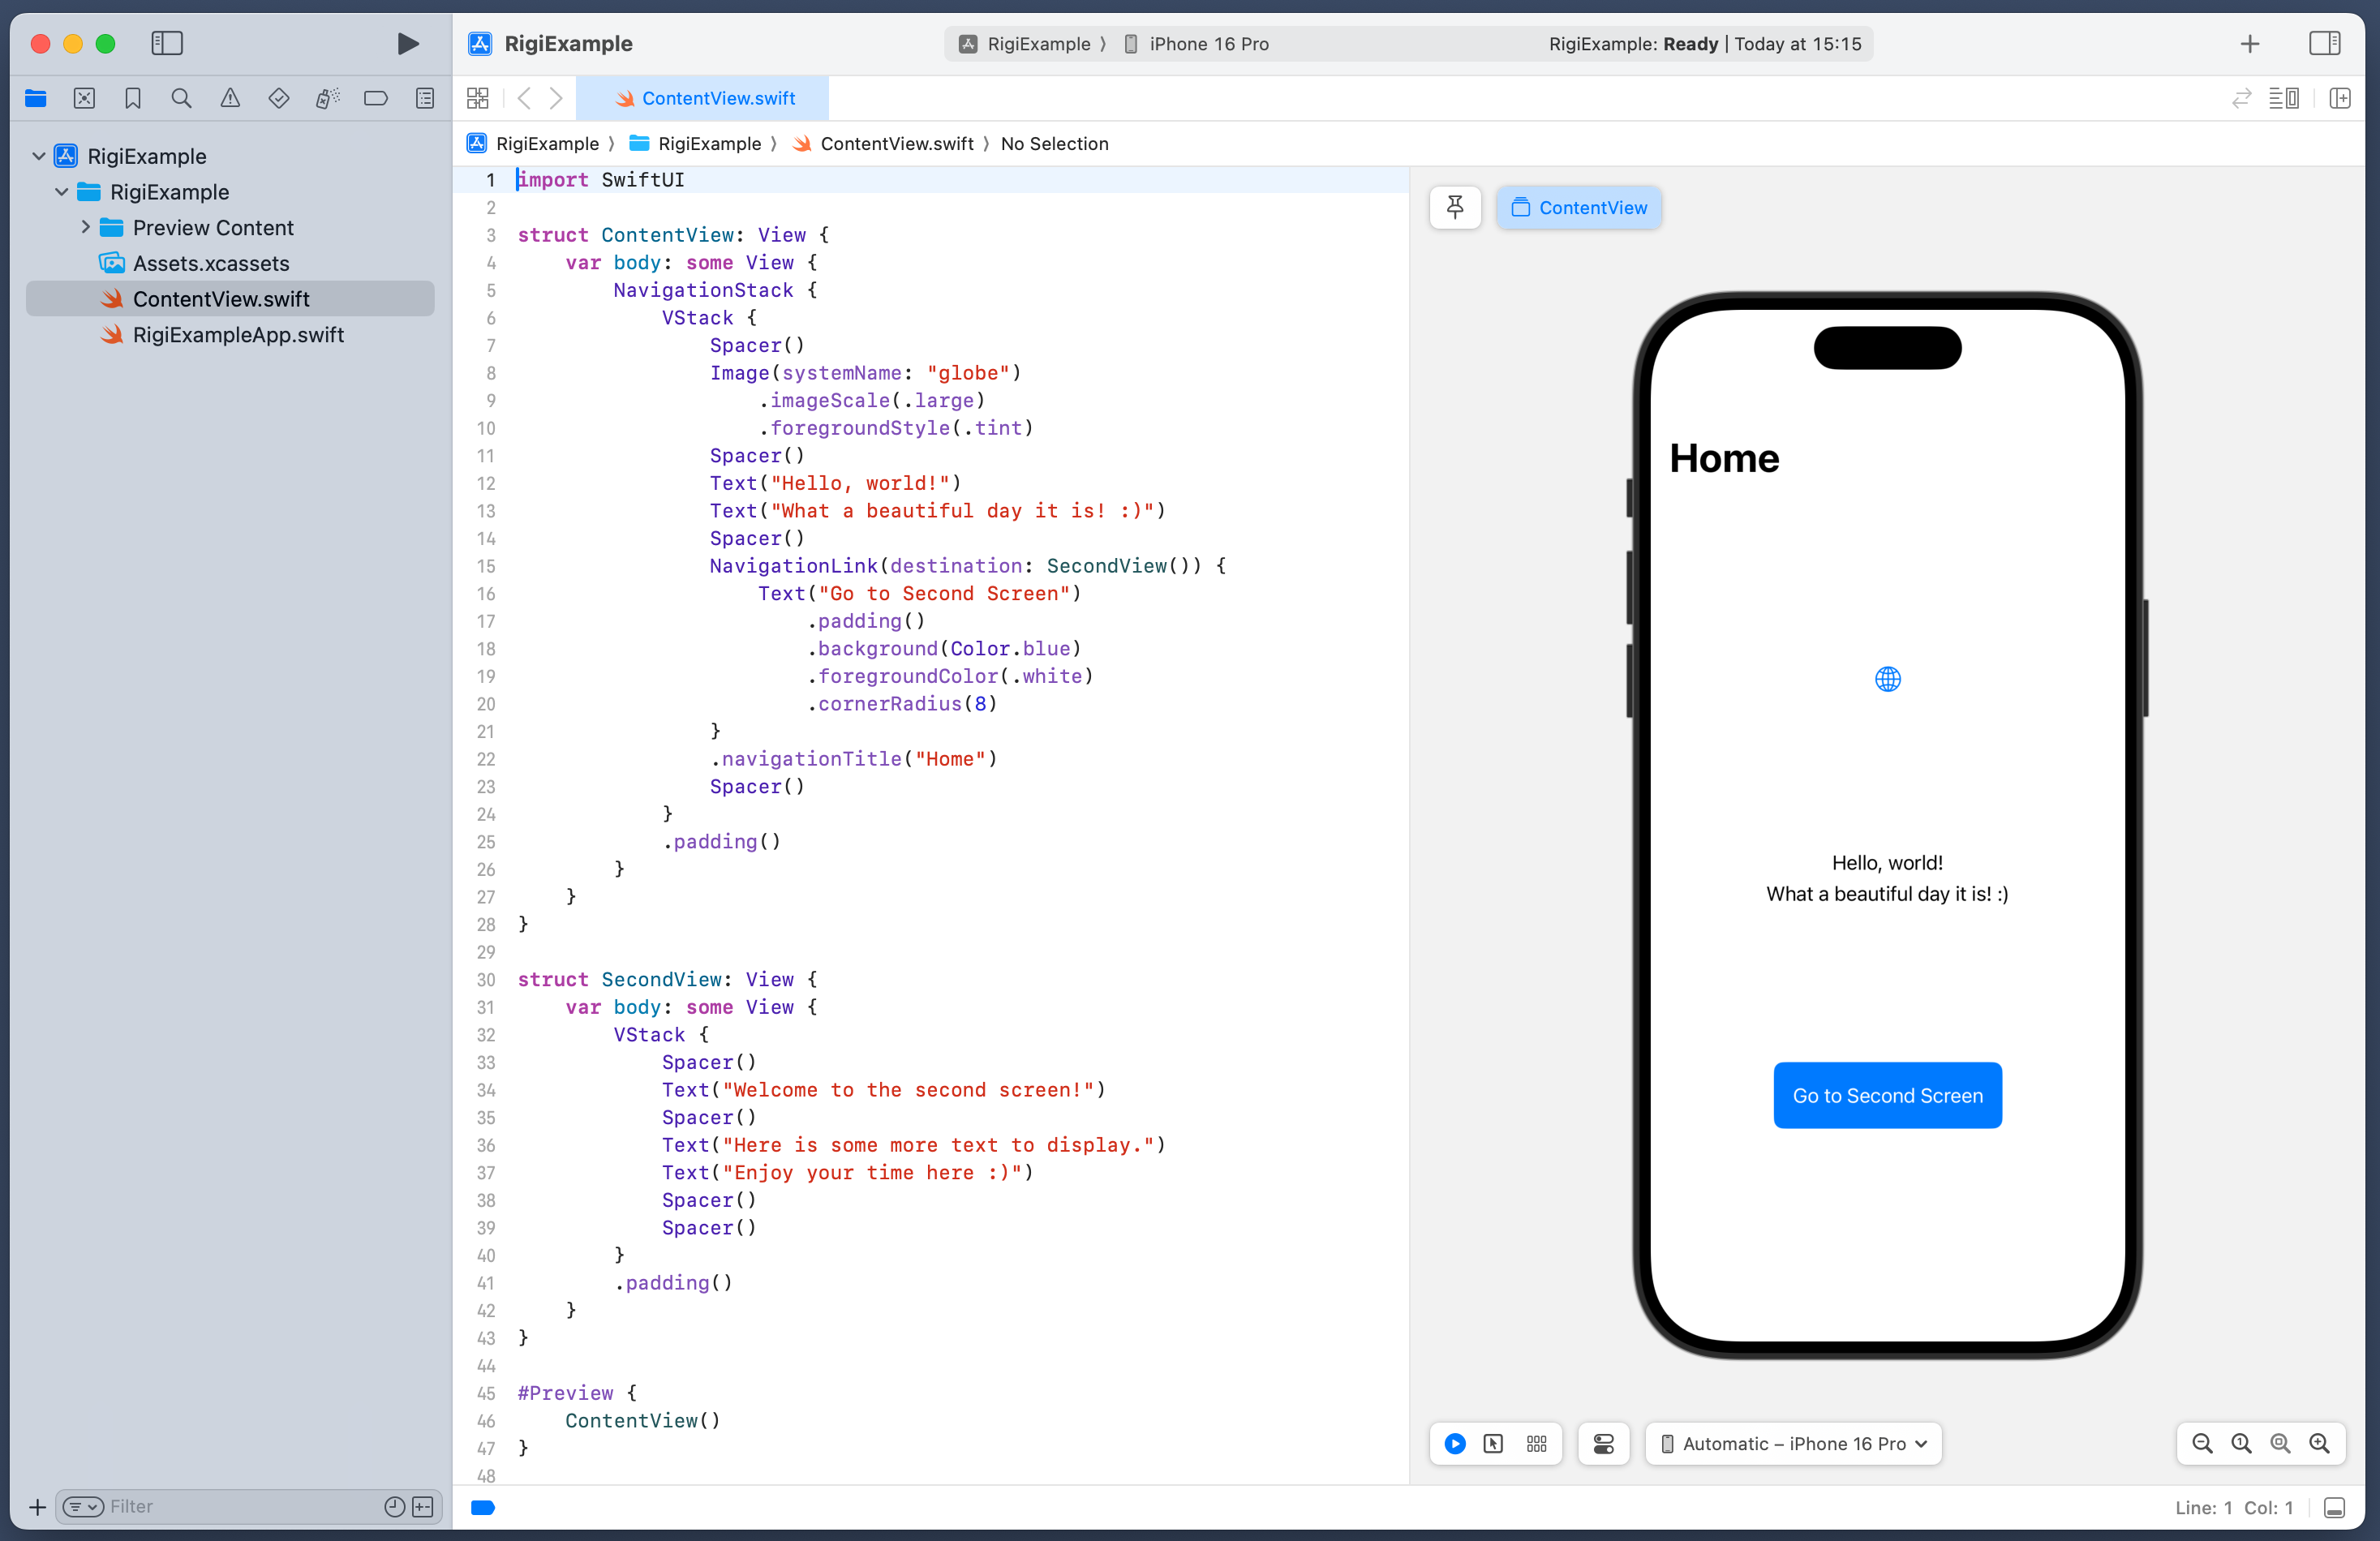 RigiExample
RigiExample 〉 iPhone 16 Pro
RigiExample: Ready | Today at 15:15
ContentView.swift
RigiExample 〉 RigiExample 〉 ContentView.swift 〉 No Selection
RigiExample
RigiExample
Preview Content
Assets.xcassets
ContentView.swift
RigiExampleApp.swift
Filter
1 import SwiftUI
2
3 struct ContentView: View {
4     var body: some View {
5         NavigationStack {
6             VStack {
7                 Spacer()
8                 Image(systemName: "globe")
9                     .imageScale(.large)
10                     .foregroundStyle(.tint)
11                 Spacer()
12                 Text("Hello, world!")
13                 Text("What a beautiful day it is! :)")
14                 Spacer()
15                 NavigationLink(destination: SecondView()) {
16                     Text("Go to Second Screen")
17                         .padding()
18                         .background(Color.blue)
19                         .foregroundColor(.white)
20                         .cornerRadius(8)
21                 }
22                 .navigationTitle("Home")
23                 Spacer()
24             }
25             .padding()
26         }
27     }
28 }
29
30 struct SecondView: View {
31     var body: some View {
32         VStack {
33             Spacer()
34             Text("Welcome to the second screen!")
35             Spacer()
36             Text("Here is some more text to display.")
37             Text("Enjoy your time here :)")
38             Spacer()
39             Spacer()
40         }
41         .padding()
42     }
43 }
44
45 #Preview {
46     ContentView()
47 }
48
ContentView
Home
Hello, world!
What a beautiful day it is! :)
Go to Second Screen
Automatic – iPhone 16 Pro
Line: 1 Col: 1